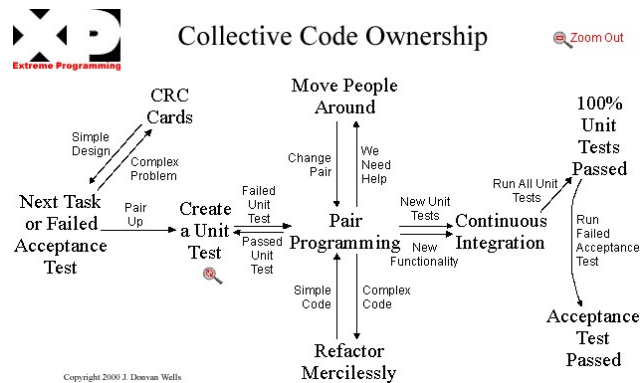 XP
Extreme Programming
Collective Code Ownership
Zoom Out
CRC
Cards
Move People
Around
100%
Unit
Tests
Passed
Simple
Design
Complex
Problem
Change
Pair
We
Need
Help
Run All Unit
Tests
Next Task
or Failed
Acceptance
Test
Pair
Up
Create
a Unit
Test
Failed
Unit
Test
Passed
Unit
Test
Pair
Programming
New Unit
Tests
New
Functionality
Continuous
Integration
Run
Failed
Acceptance
Test
Simple
Code
Complex
Code
Acceptance
Test
Passed
Refactor
Mercilessly
Copyright 2000 J. Donvan Wells